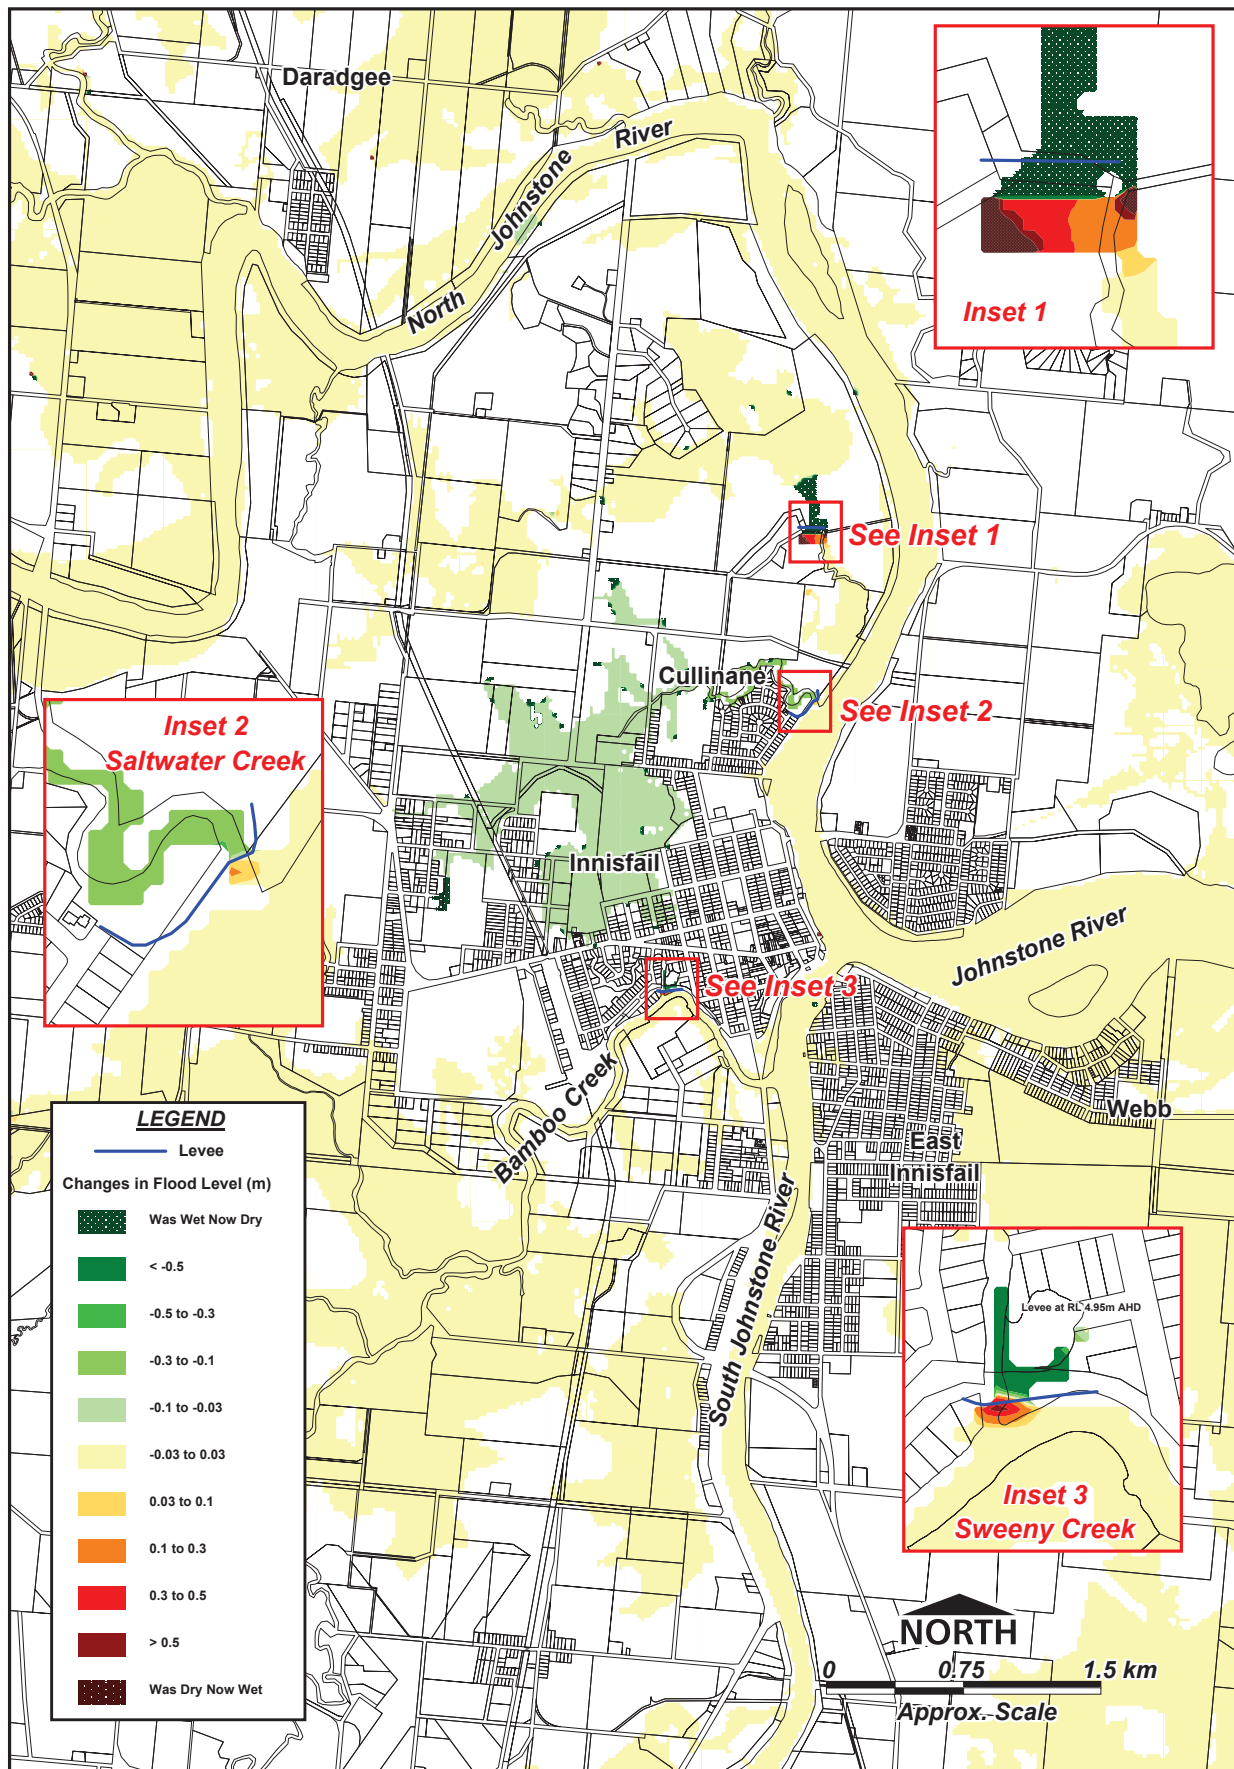 Daradgee
North
Johnstone
River
Inset 1
See Inset 1
Cullinane
See Inset 2
Inset 2
Saltwater Creek
Innisfail
Johnstone River
See Inset 3
Bamboo Creek
Webb
East
Innisfail
South Johnstone River
LEGEND
Levee
Changes in Flood Level (m)
Was Wet Now Dry
< -0.5
-0.5 to -0.3
-0.3 to -0.1
-0.1 to -0.03
-0.03 to 0.03
0.03 to 0.1
0.1 to 0.3
0.3 to 0.5
> 0.5
Was Dry Now Wet
Levee at RL 4.95m AHD
Inset 3
Sweeny Creek
NORTH
0 0.75 1.5 km
Approx. Scale